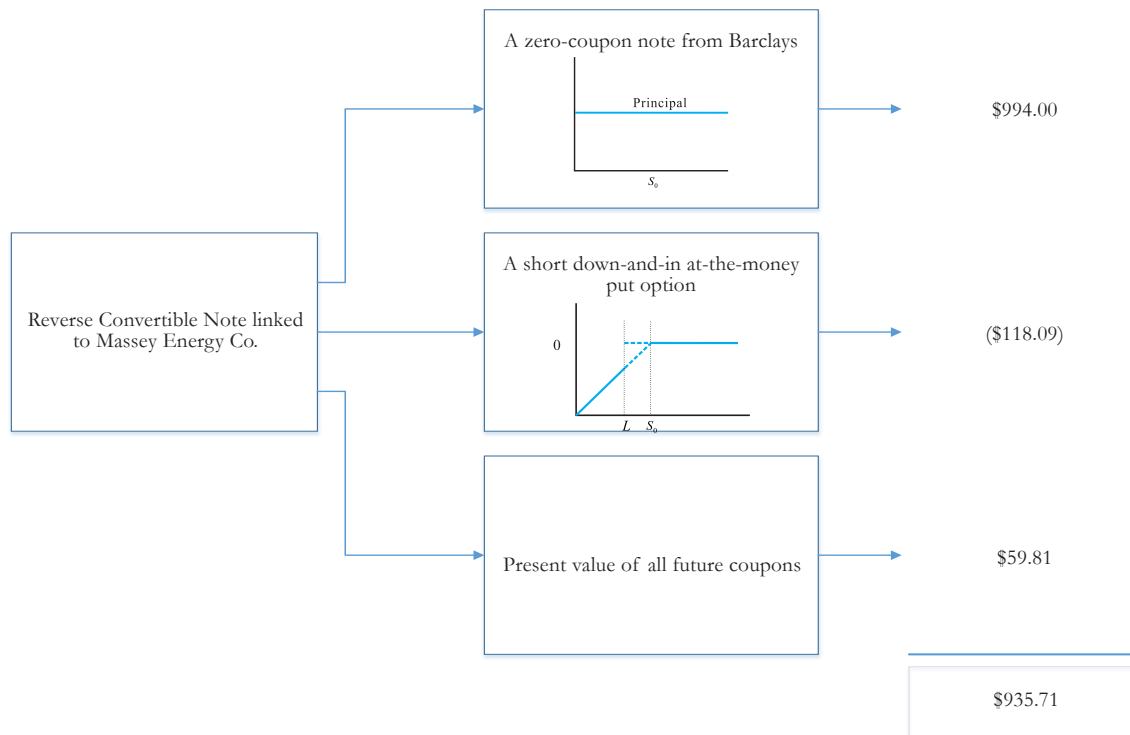 A zero-coupon note from Barclays
Principal
S₀
$994.00
Reverse Convertible Note linked
to Massey Energy Co.
A short down-and-in at-the-money
put option
0
L
S₀
($118.09)
Present value of all future coupons
$59.81
$935.71